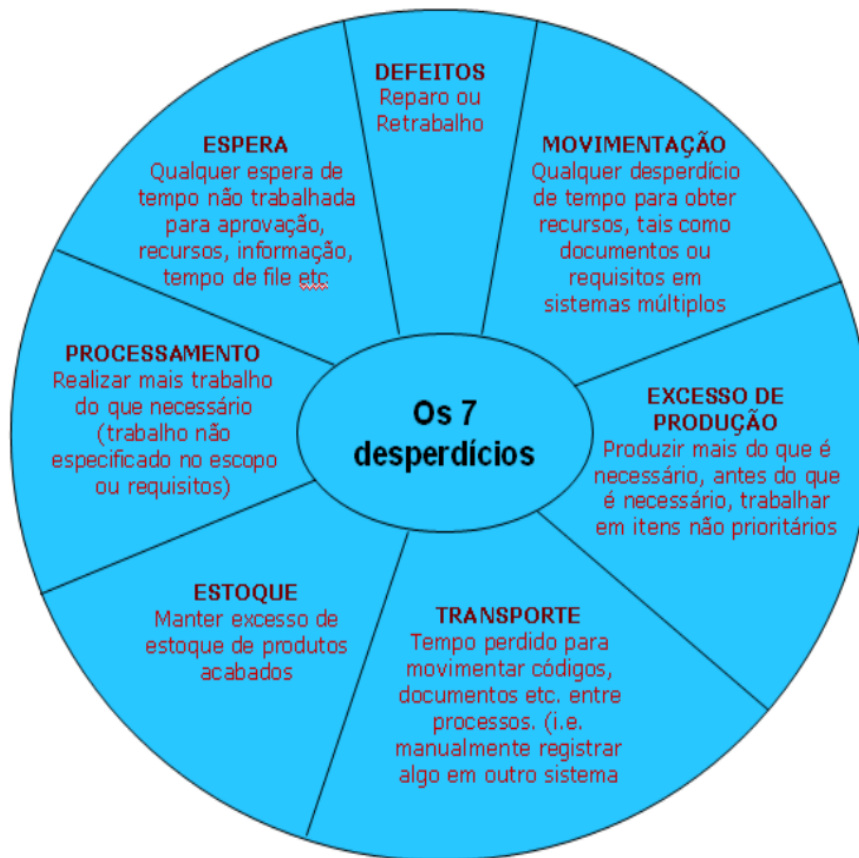 DEFEITOS
Reparo ou
Retrabalho
MOVIMENTAÇÃO
Qualquer desperdício
de tempo para obter
recursos, tais como
documentos ou
requisitos em
sistemas múltiplos
EXCESSO DE
PRODUÇÃO
Produzir mais do que é
necessário, antes do que
é necessário, trabalhar
em itens não prioritários
TRANSPORTE
Tempo perdido para
movimentar códigos,
documentos etc. entre
processos. (i.e.
manualmente registrar
algo em outro sistema
ESTOQUE
Manter excesso de
estoque de produtos
acabados
PROCESSAMENTO
Realizar mais trabalho
do que necessário
(trabalho não
especificado no escopo
ou requisitos)
ESPERA
Qualquer espera de
tempo não trabalhada
para aprovação,
recursos, informação,
tempo de file etc
Os 7
desperdícios